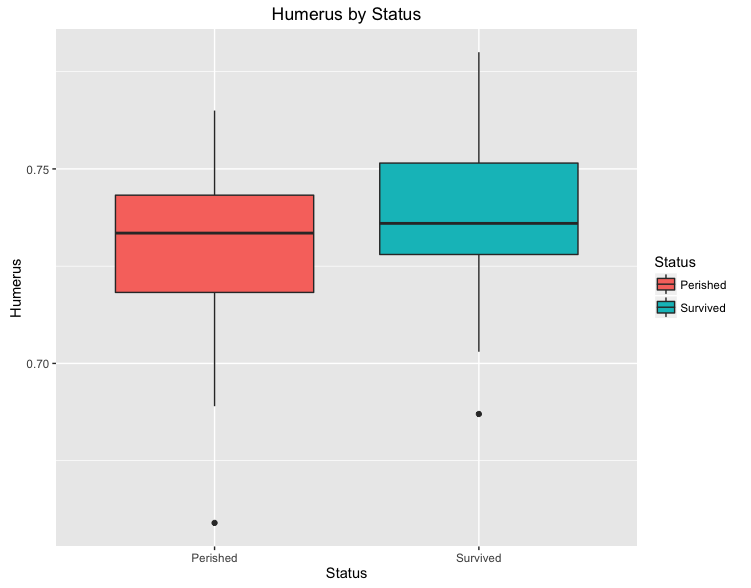 Humerus by Status
0.75
0.70
Humerus
Perished
Survived
Status
Status
Perished
Survived